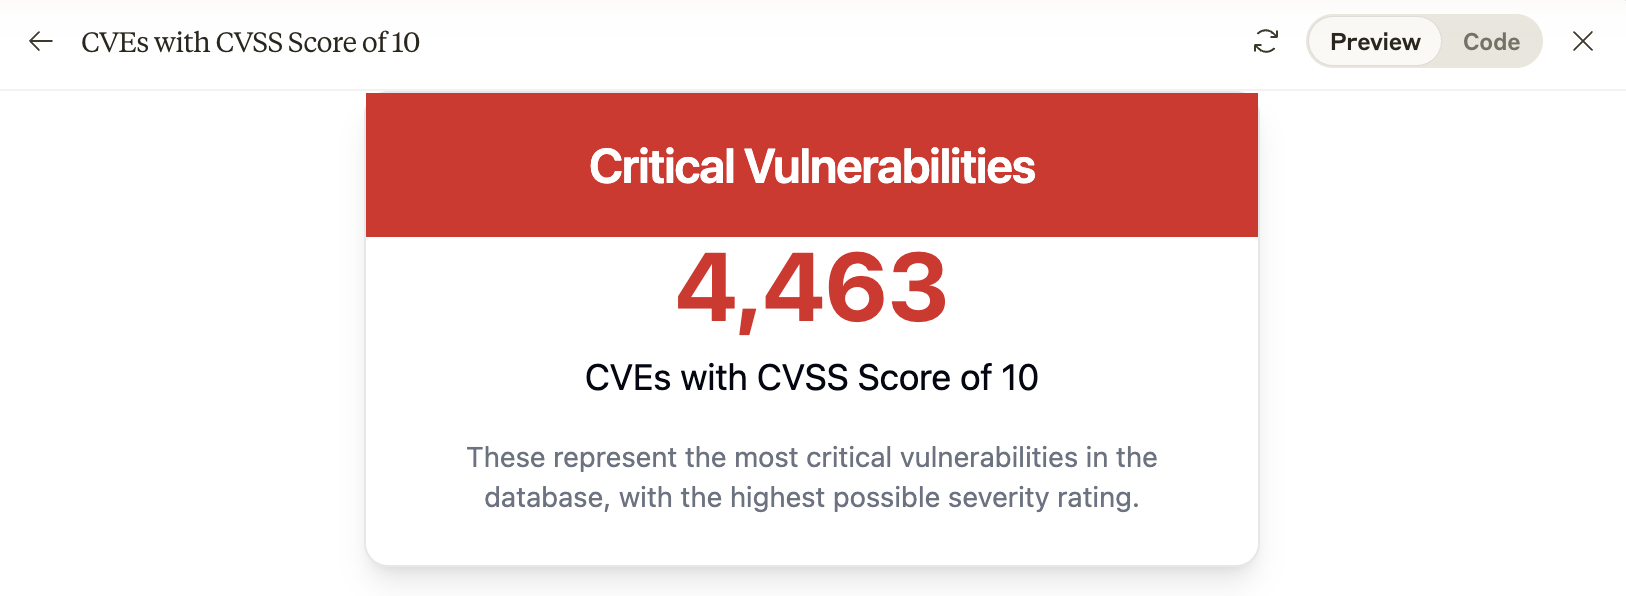 CVEs with CVSS Score of 10
Preview
Code
Critical Vulnerabilities
4,463
CVEs with CVSS Score of 10
These represent the most critical vulnerabilities in the
database, with the highest possible severity rating.